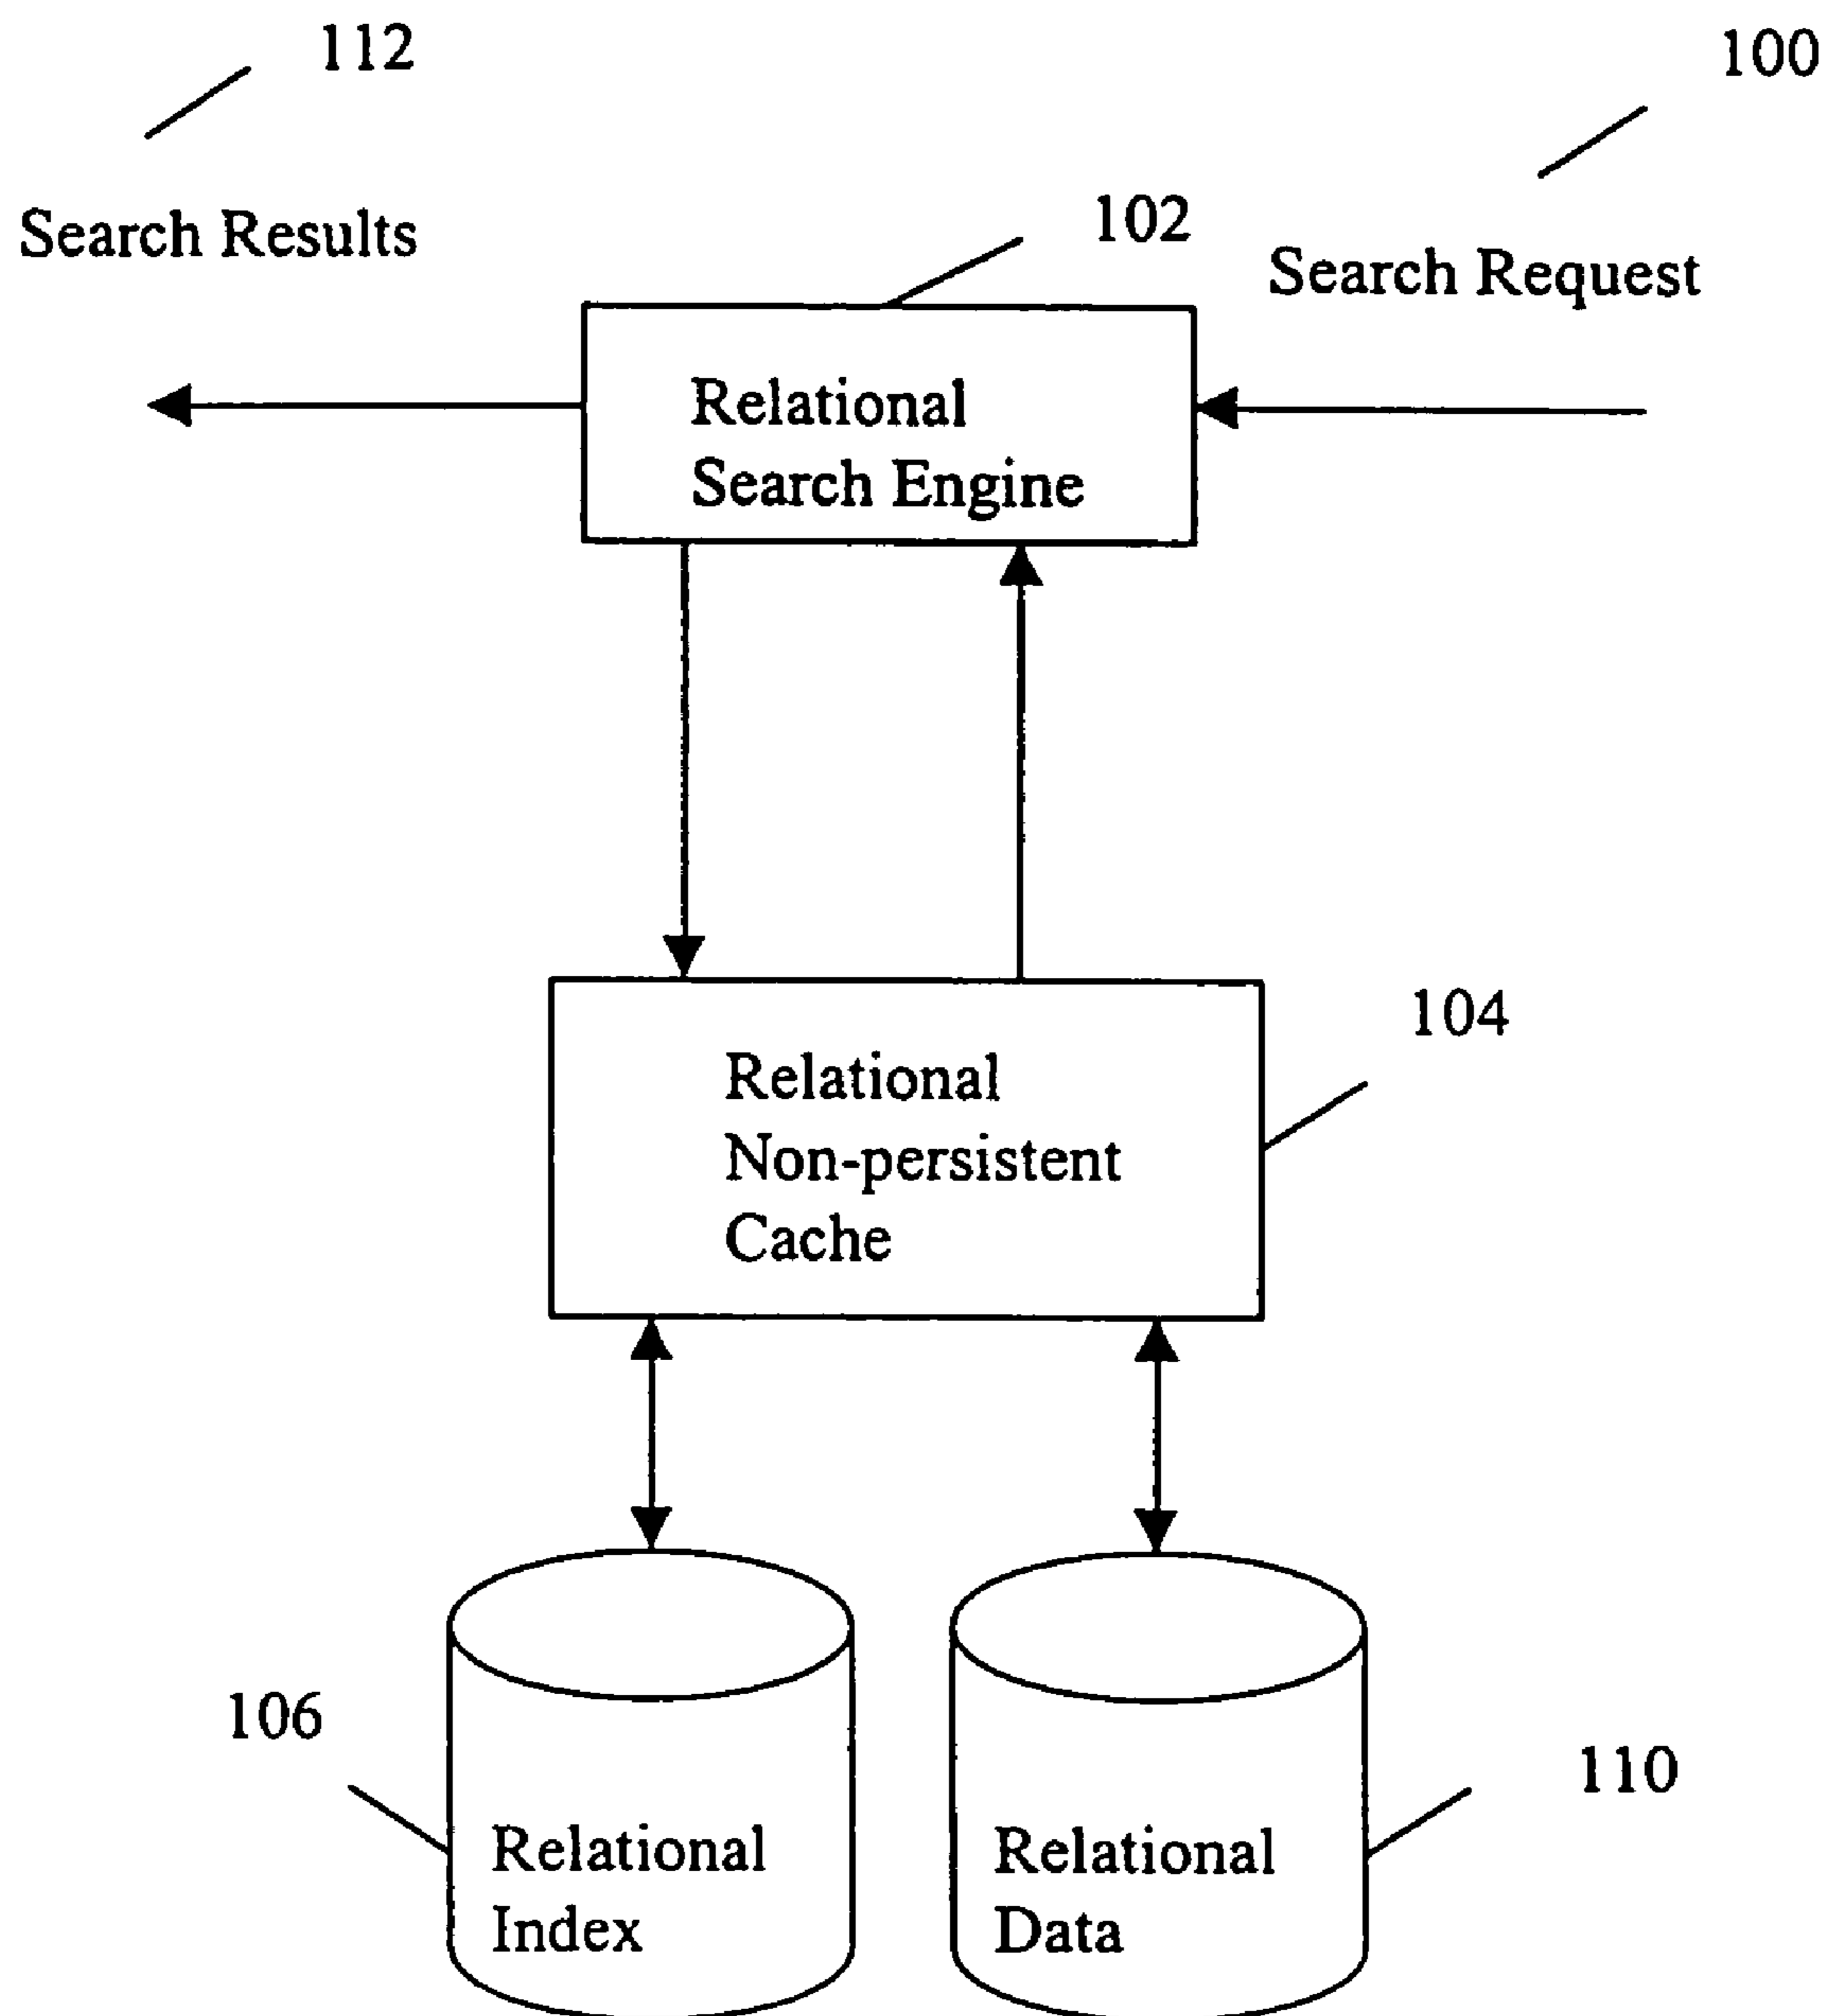 112
100
Search Results
102
Search Request
Relational
Search Engine
104
Relational
Non-persistent
Cache
106
110
Relational
Index
Relational
Data